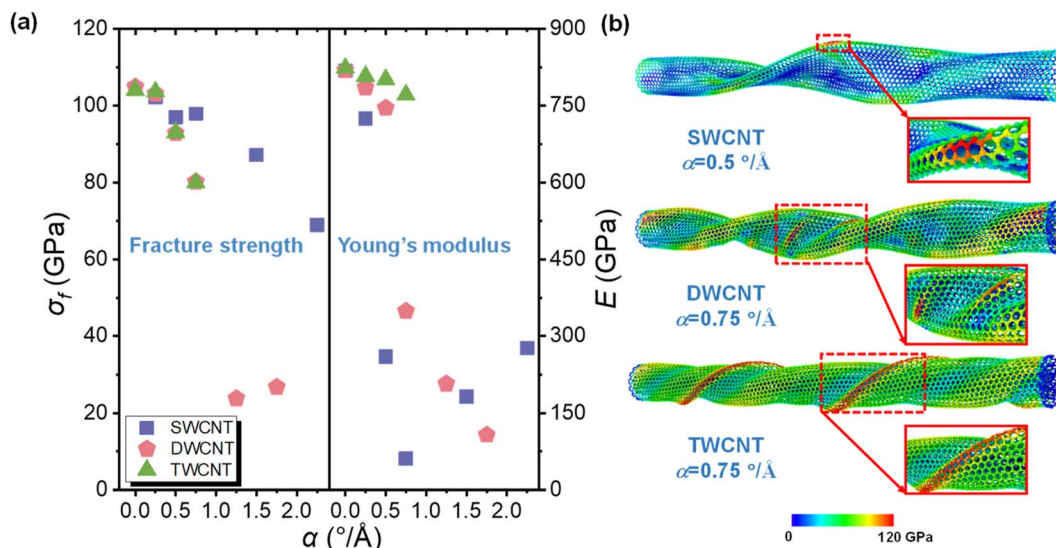 (a)
120
100
80
60
40
20
0
σf (GPa)
Fracture strength
Young's modulus
SWCNT
DWCNT
TWCNT
0.0 0.5 1.0 1.5 2.0 0.0 0.5 1.0 1.5 2.0
α (°/Å)
900
750
600
450
300
150
0
E (GPa)
(b)
SWCNT
α=0.5 °/Å
DWCNT
α=0.75 °/Å
TWCNT
α=0.75 °/Å
0 120 GPa